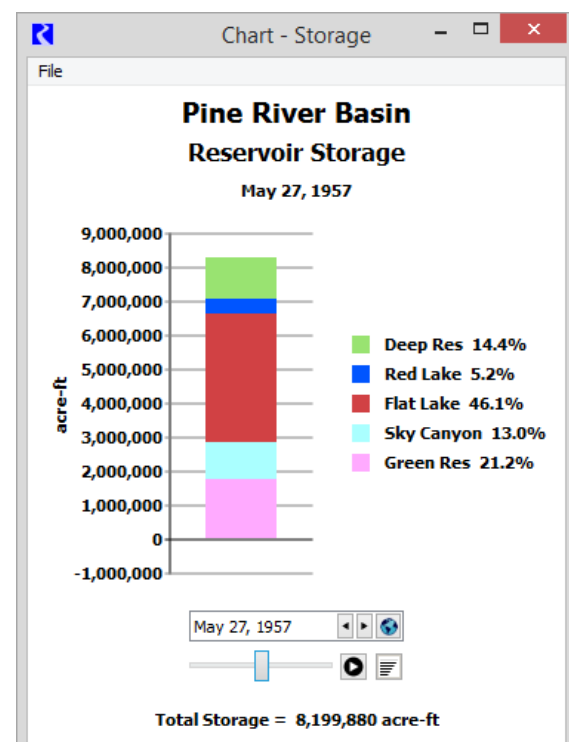 Chart - Storage
File
Pine River Basin
Reservoir Storage
May 27, 1957
9,000,000
8,000,000
7,000,000
6,000,000
5,000,000
4,000,000
3,000,000
2,000,000
1,000,000
0
-1,000,000
acre-ft
Deep Res 14.4%
Red Lake 5.2%
Flat Lake 46.1%
Sky Canyon 13.0%
Green Res 21.2%
May 27, 1957
Total Storage = 8,199,880 acre-ft